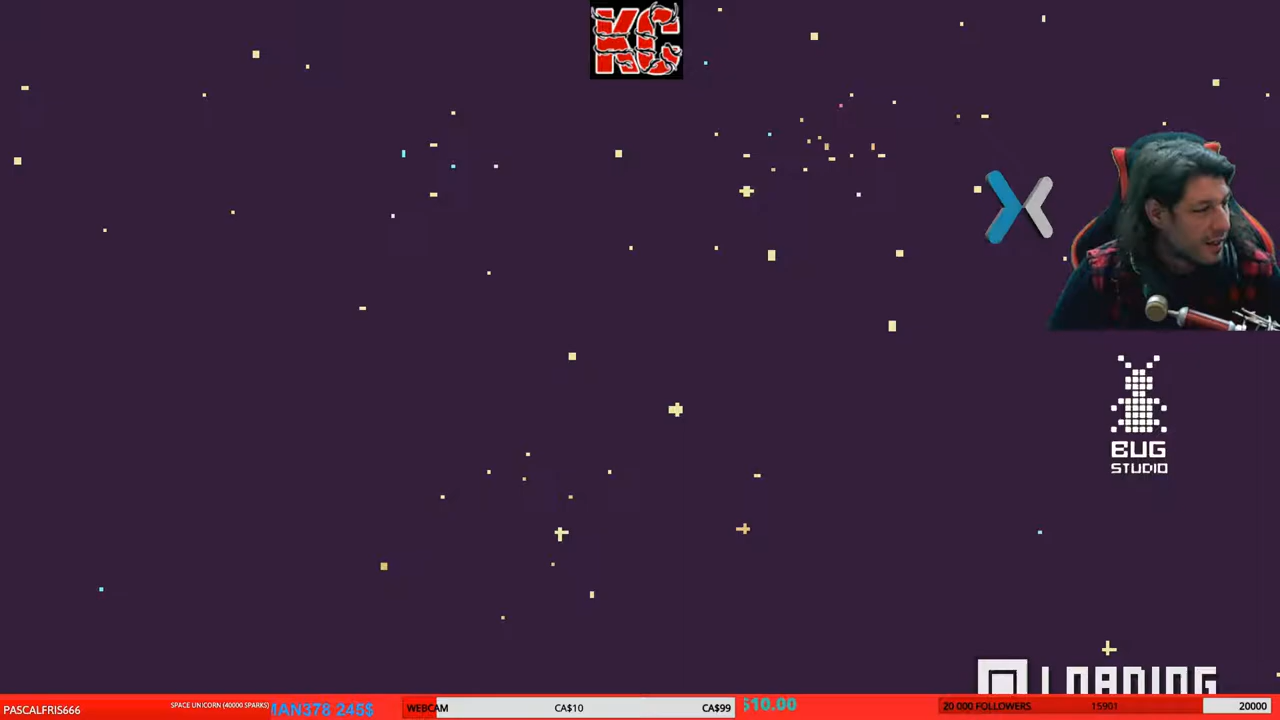 KC
BUG
STUDIO
LOADING
PASCALFRIS666
SPACE UNICORN (40000 SPARKS)
MAN378 245$
WEBCAM
CA$10
CA$99
$10.00
20 000 FOLLOWERS
15901
20000